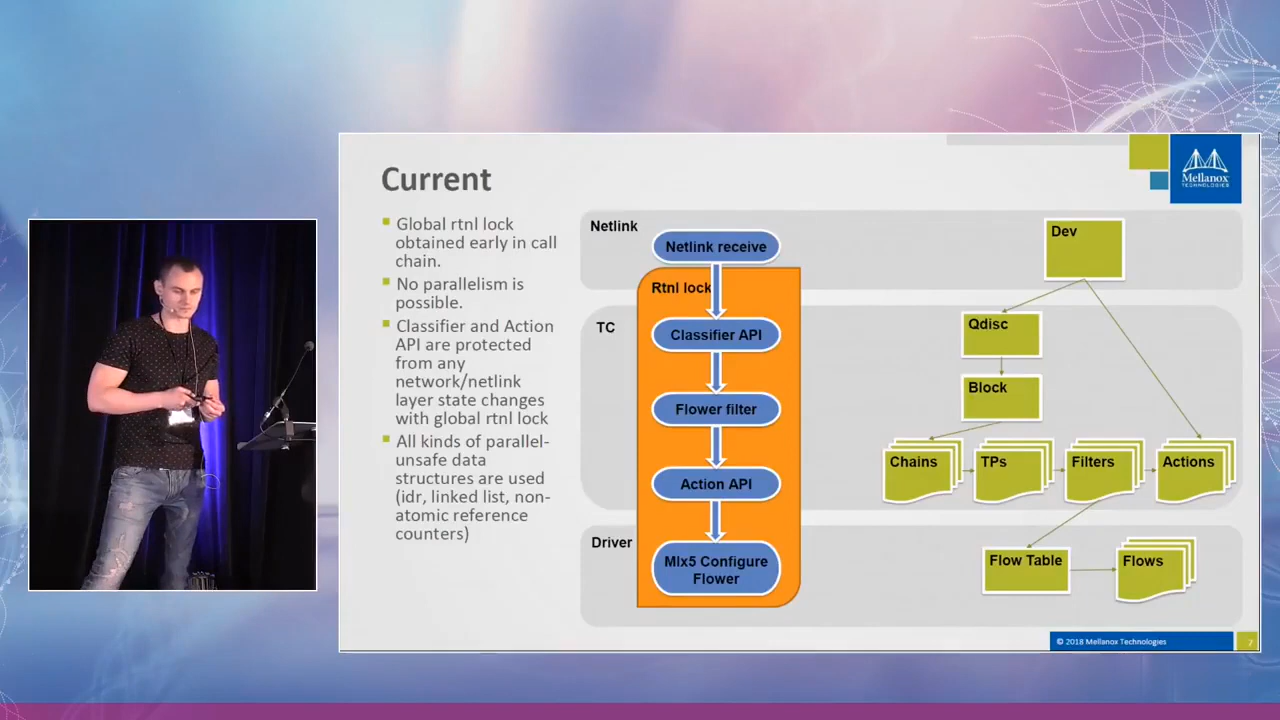 Current
Mellanox
TECHNOLOGIES
Global rtnl lock
obtained early in call
chain.
No parallelism is
possible.
Classifier and Action
API are protected
from any
network/netlink
layer state changes
with global rtnl lock
All kinds of parallel-
unsafe data
structures are used
(idr, linked list, non-
atomic reference
counters)
Netlink
Netlink receive
Dev
Rtnl lock
TC
Classifier API
Qdisc
Flower filter
Block
Action API
Chains
TPs
Filters
Actions
Driver
Mlx5 Configure
Flower
Flow Table
Flows
© 2018 Mellanox Technologies
7